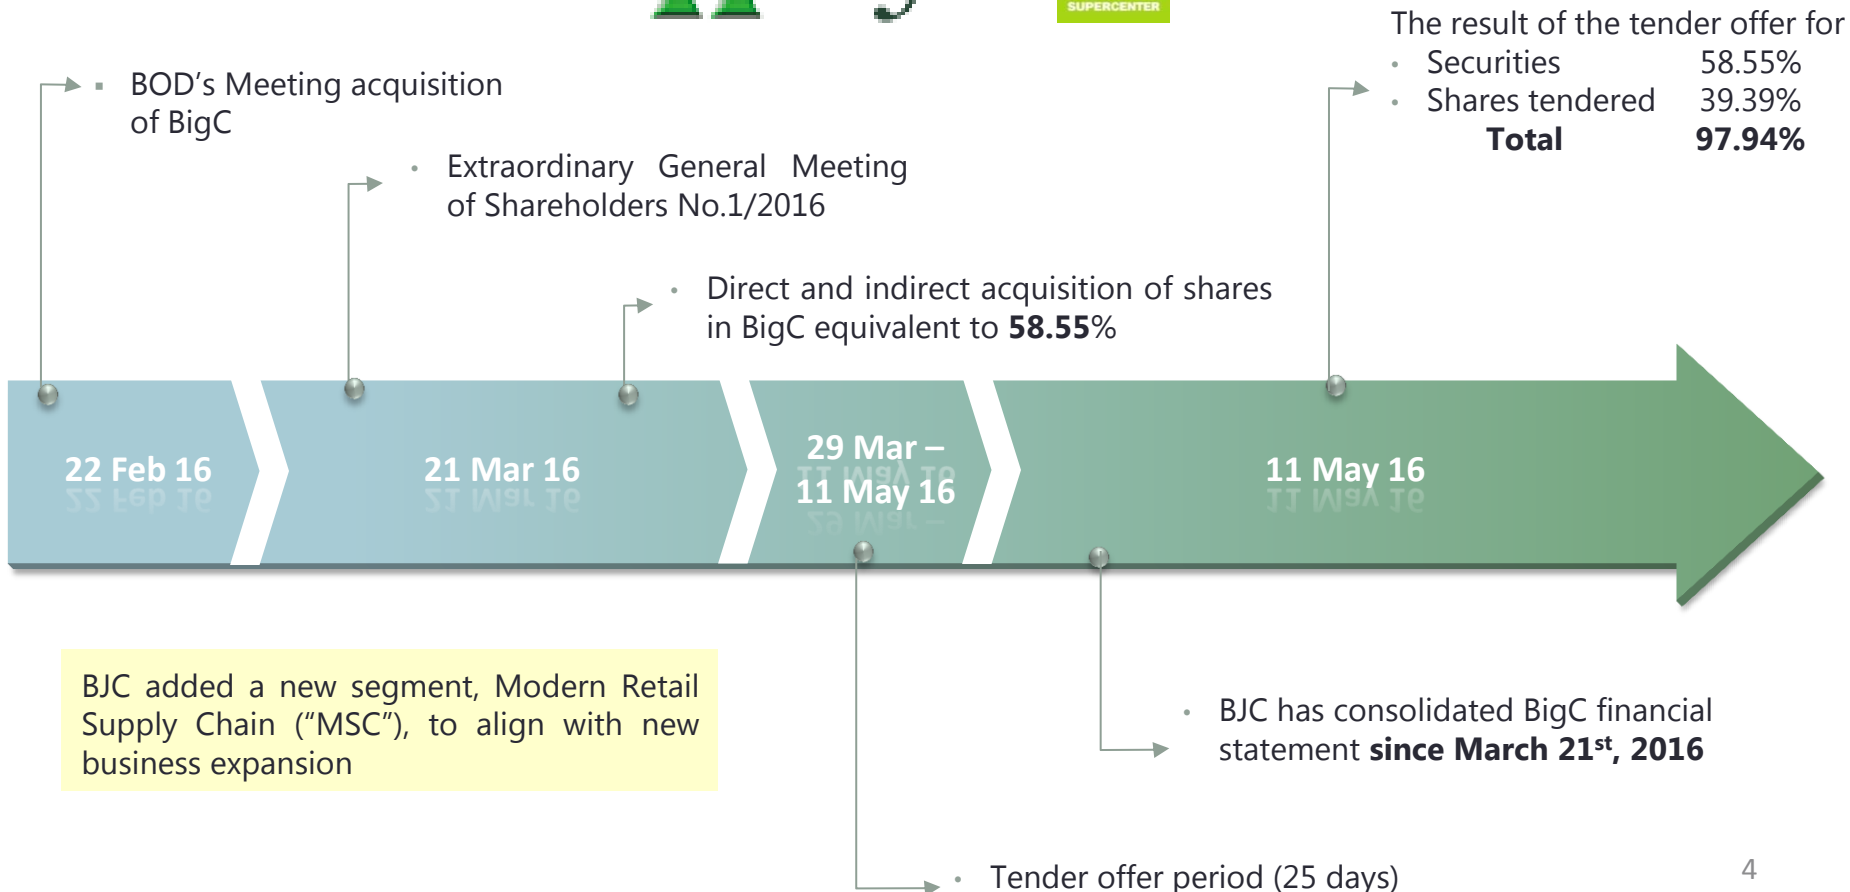 SUPERCENTER
The result of the tender offer for
• Securities 58.55%
• Shares tendered 39.39%
Total 97.94%
▪ BOD's Meeting acquisition
of BigC
• Extraordinary General Meeting
of Shareholders No.1/2016
• Direct and indirect acquisition of shares
in BigC equivalent to 58.55%
22 Feb 16
21 Mar 16
29 Mar –
11 May 16
11 May 16
BJC added a new segment, Modern Retail
Supply Chain (“MSC”), to align with new
business expansion
• BJC has consolidated BigC financial
statement since March 21st, 2016
• Tender offer period (25 days)
4